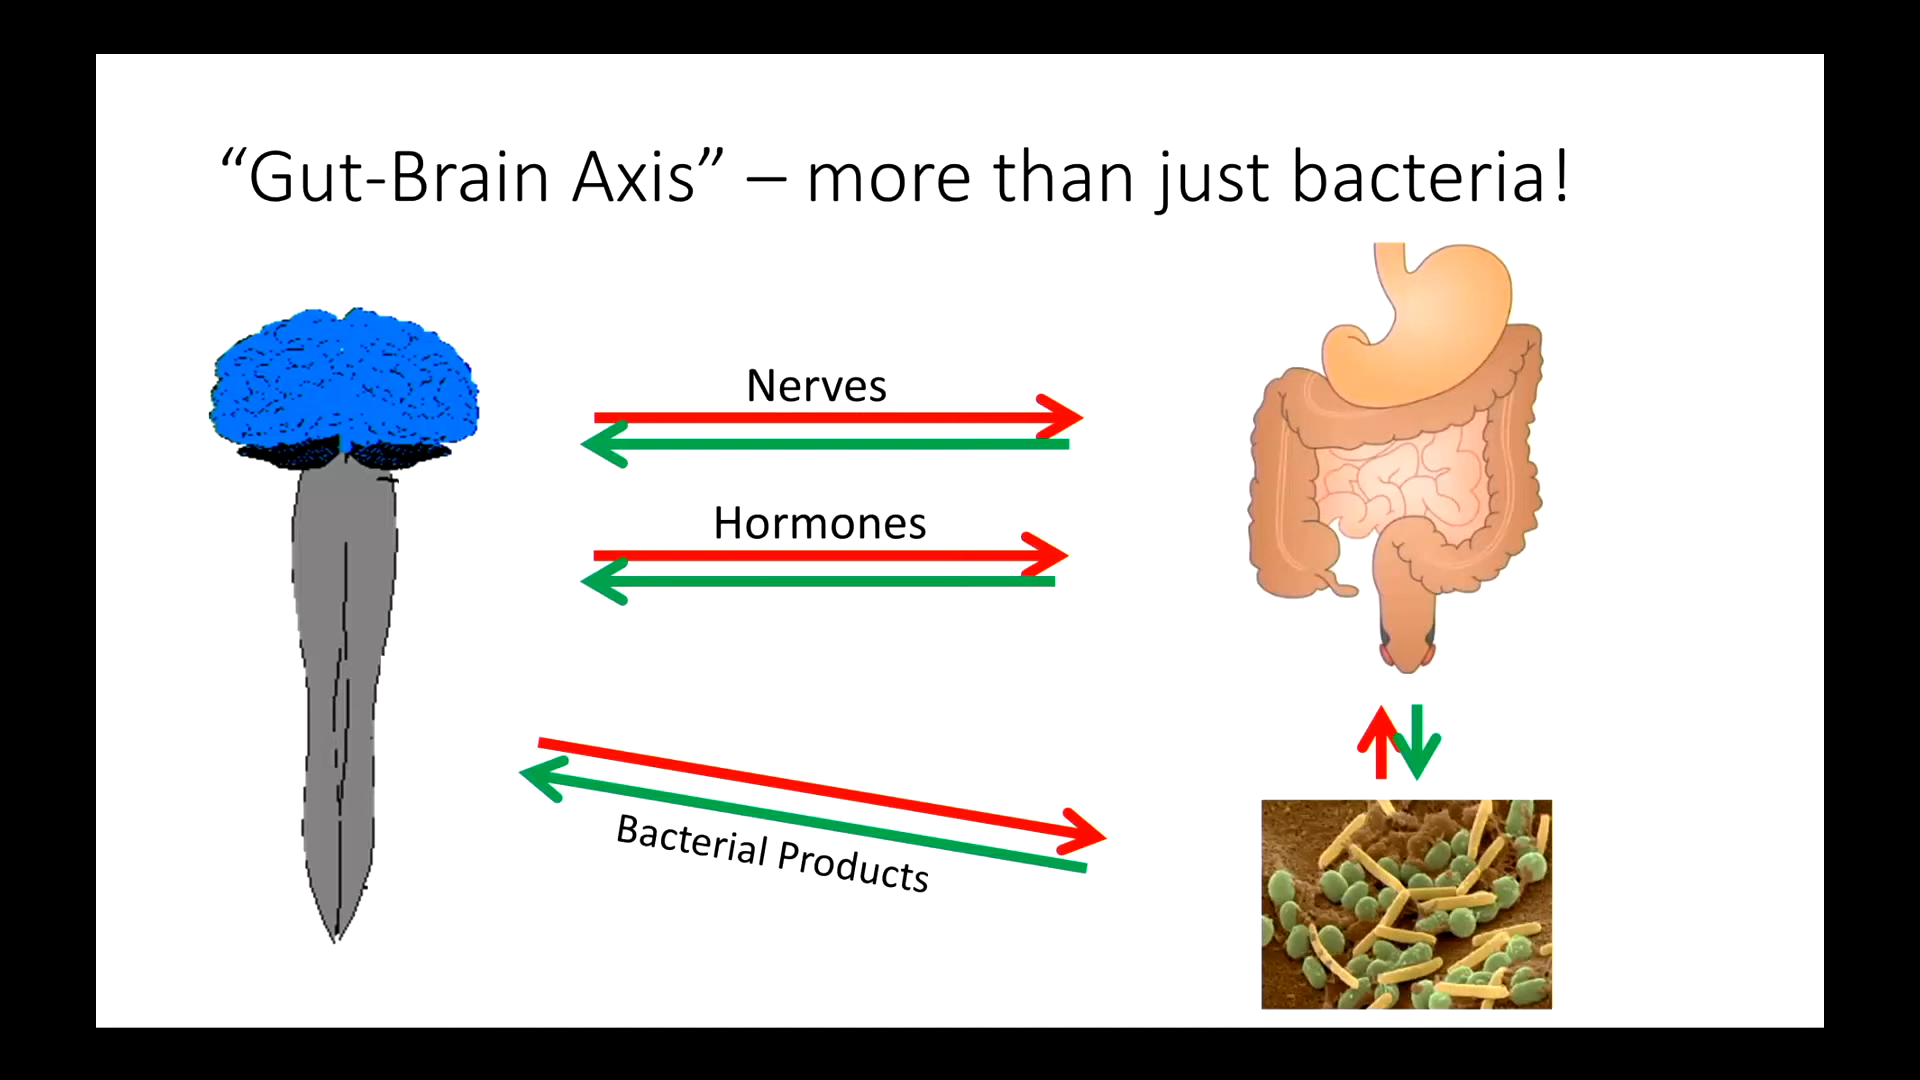 “Gut-Brain Axis” – more than just bacteria!
Nerves
Hormones
Bacterial Products